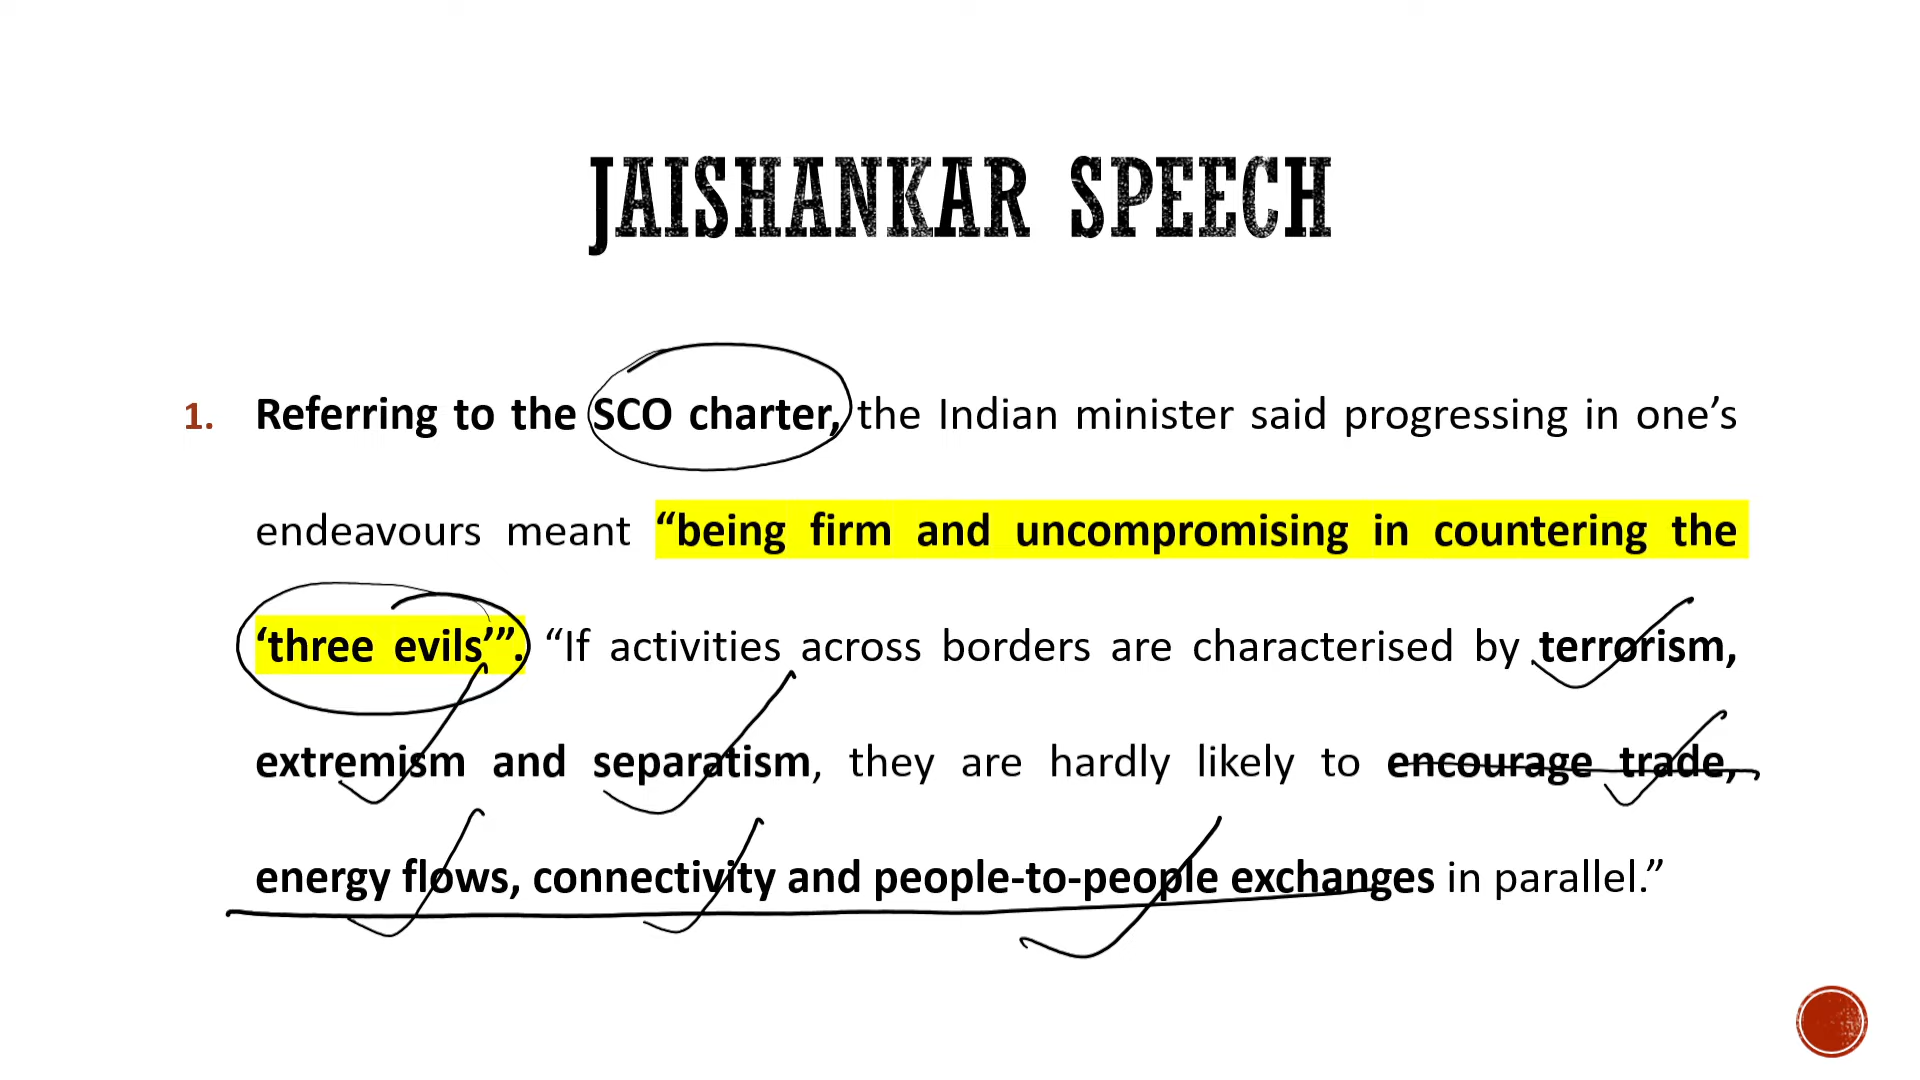 JAISHANKAR SPEECH
1. Referring to the SCO charter, the Indian minister said progressing in one’s
endeavours meant “being firm and uncompromising in countering the
‘three evils’”. “If activities across borders are characterised by terrorism,
extremism and separatism, they are hardly likely to encourage trade,
energy flows, connectivity and people-to-people exchanges in parallel.”